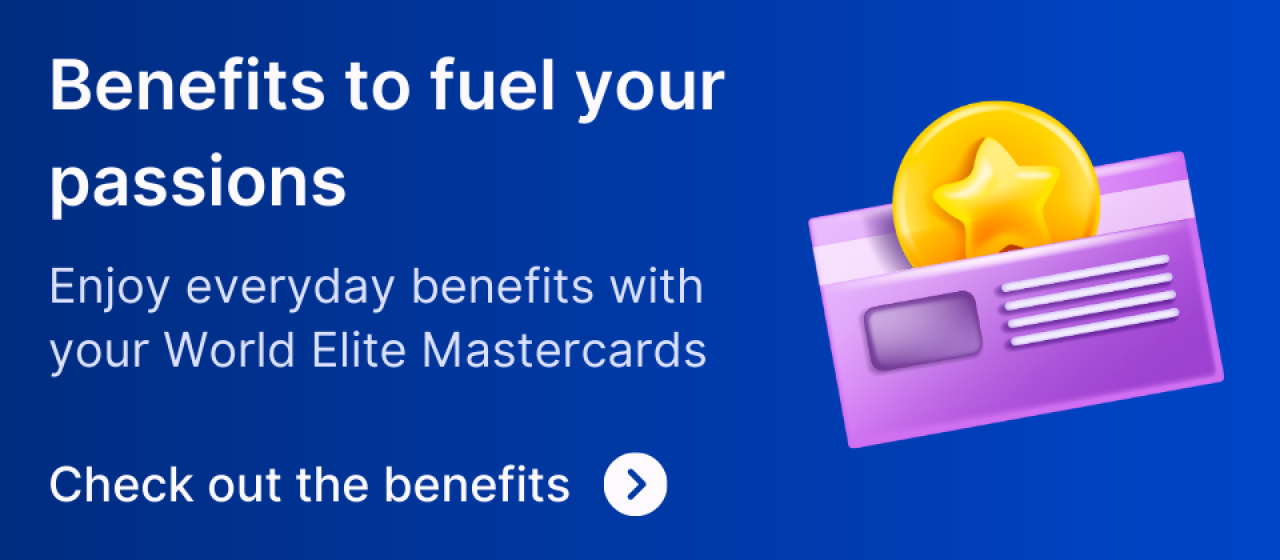 Benefits to fuel your
passions
Enjoy everyday benefits with
your World Elite Mastercards
Check out the benefits